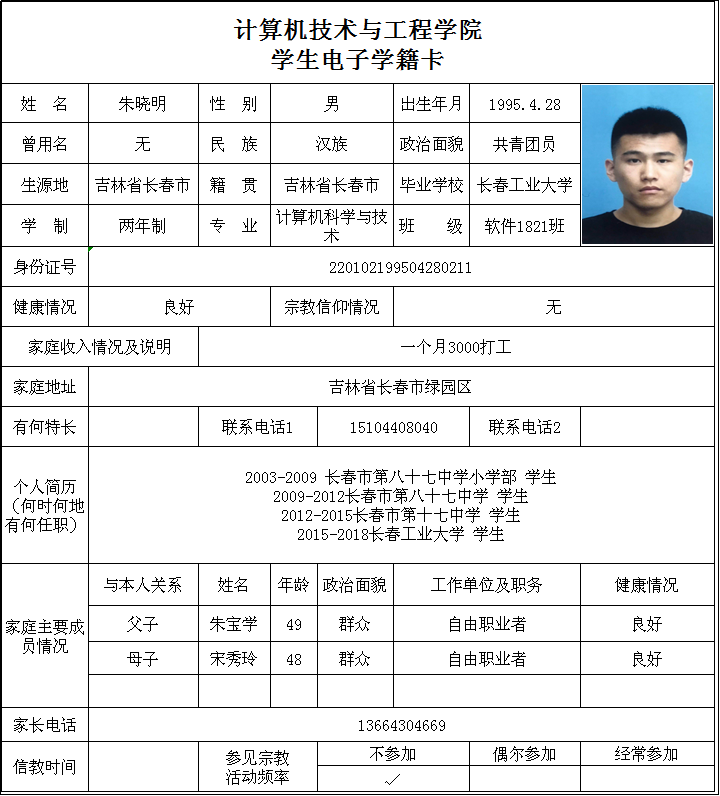 计算机技术与工程学院
学生电子学籍卡
姓 名 朱晓明 性 别 男 出生年月 1995.4.28
曾用名 无 民 族 汉族 政治面貌 共青团员
生源地 吉林省长春市 籍 贯 吉林省长春市 毕业学校 长春工业大学
学 制 两年制 专 业 计算机科学与技术 班 级 软件1821班
身份证号 220102199504280211
健康情况 良好 宗教信仰情况 无
家庭收入情况及说明 一个月3000打工
家庭地址 吉林省长春市绿园区
有何特长 联系电话1 15104408040 联系电话2
个人简历
（何时何地
有何任职）
2003-2009 长春市第八十七中学小学部 学生
2009-2012长春市第八十七中学 学生
2012-2015长春市第十七中学 学生
2015-2018长春工业大学 学生
家庭主要成
员情况
与本人关系 姓名 年龄 政治面貌 工作单位及职务 健康情况
父子 朱宝学 49 群众 自由职业者 良好
母子 宋秀玲 48 群众 自由职业者 良好
家长电话 13664304669
信教时间 参见宗教
活动频率
不参加 偶尔参加 经常参加
✓